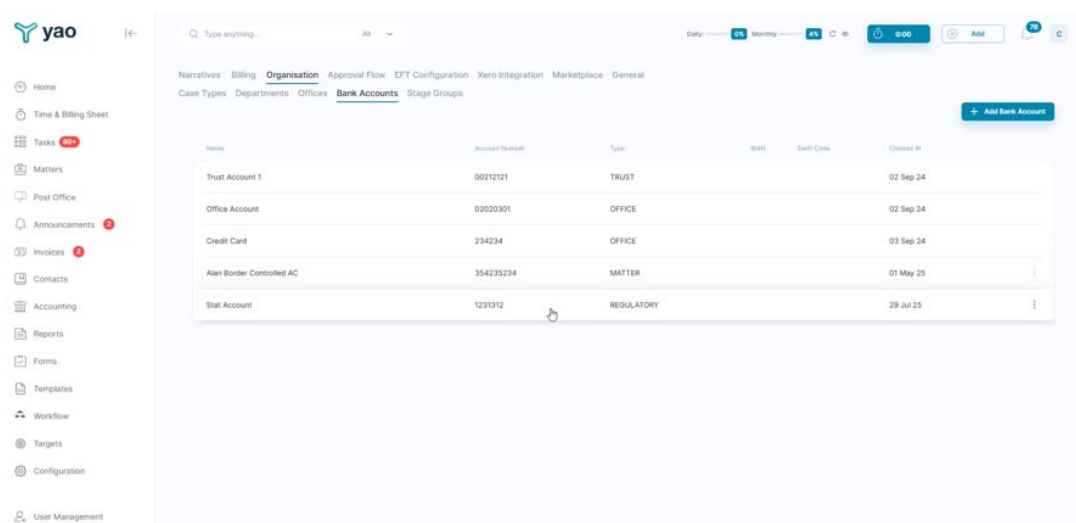 yao
Type anything...
All
Daily:
0%
Monthly:
4%
0:00
Add
78
C
Home
Time & Billing Sheet
Tasks 99+
Matters
Post Office
Announcements 2
Invoices 2
Contacts
Accounting
Reports
Forms
Templates
Workflow
Targets
Configuration
User Management
Narratives Billing Organisation Approval Flow EFT Configuration Xero Integration Marketplace General
Case Types Departments Offices Bank Accounts Stage Groups
+ Add Bank Account
Name Account Number Type IBAN Swift Code Created At
Trust Account 1 00212121 TRUST 02 Sep 24
Office Account 02020301 OFFICE 02 Sep 24
Credit Card 234234 OFFICE 03 Sep 24
Alan Border Controlled AC 354235234 MATTER 01 May 25
Stat Account 1231312 REGULATORY 29 Jul 25